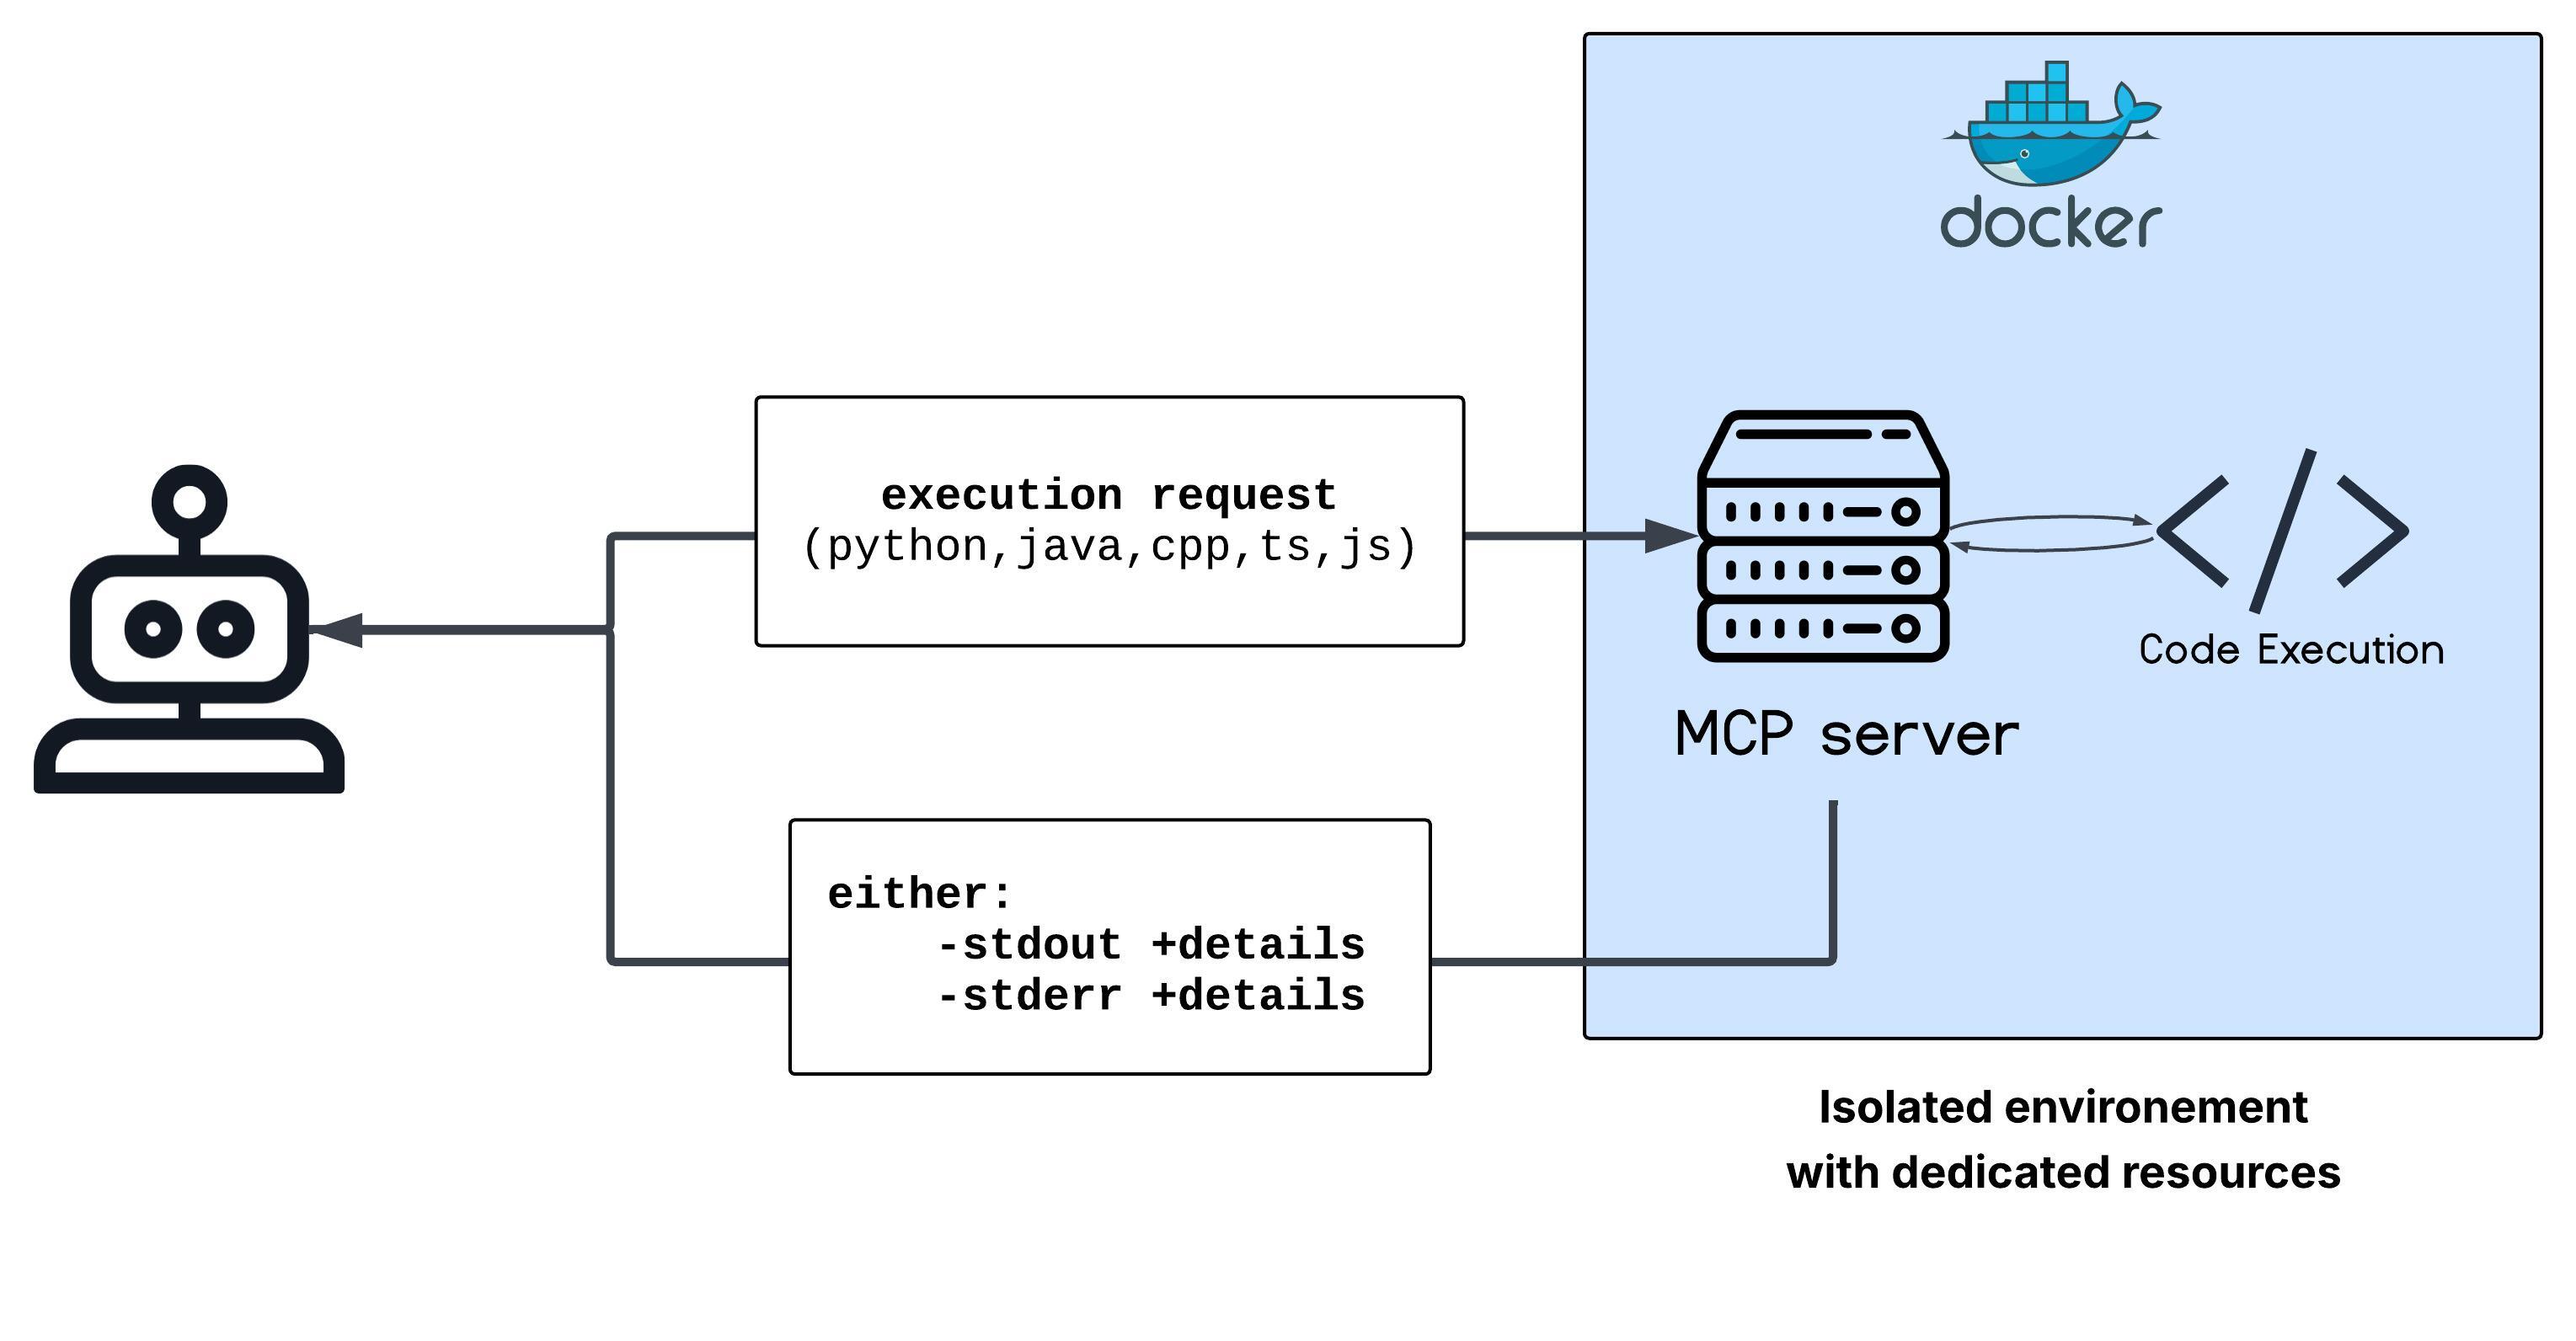 docker
execution request
(python,java,cpp,ts,js)
Code Execution
MCP server
either:
-stdout +details
-stderr +details
Isolated environement
with dedicated resources